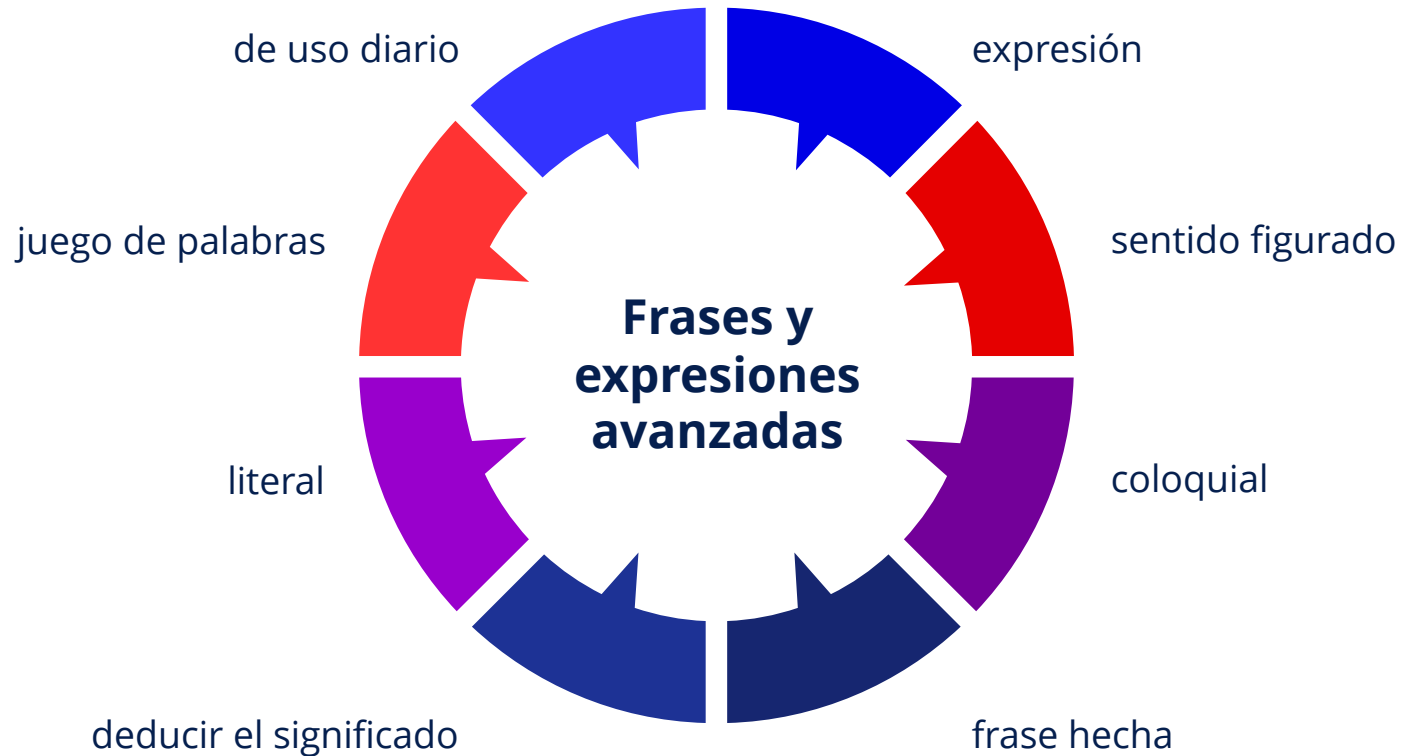 de uso diario
expresión
juego de palabras
sentido figurado
Frases y
expresiones
avanzadas
literal
coloquial
deducir el significado
frase hecha